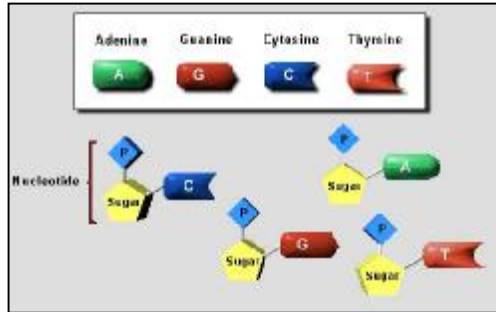 Adenine Guanine Cytosine Thymine
A G C T
P P
Nucleotide Sugar C Sugar A
P P
Sugar G Sugar T